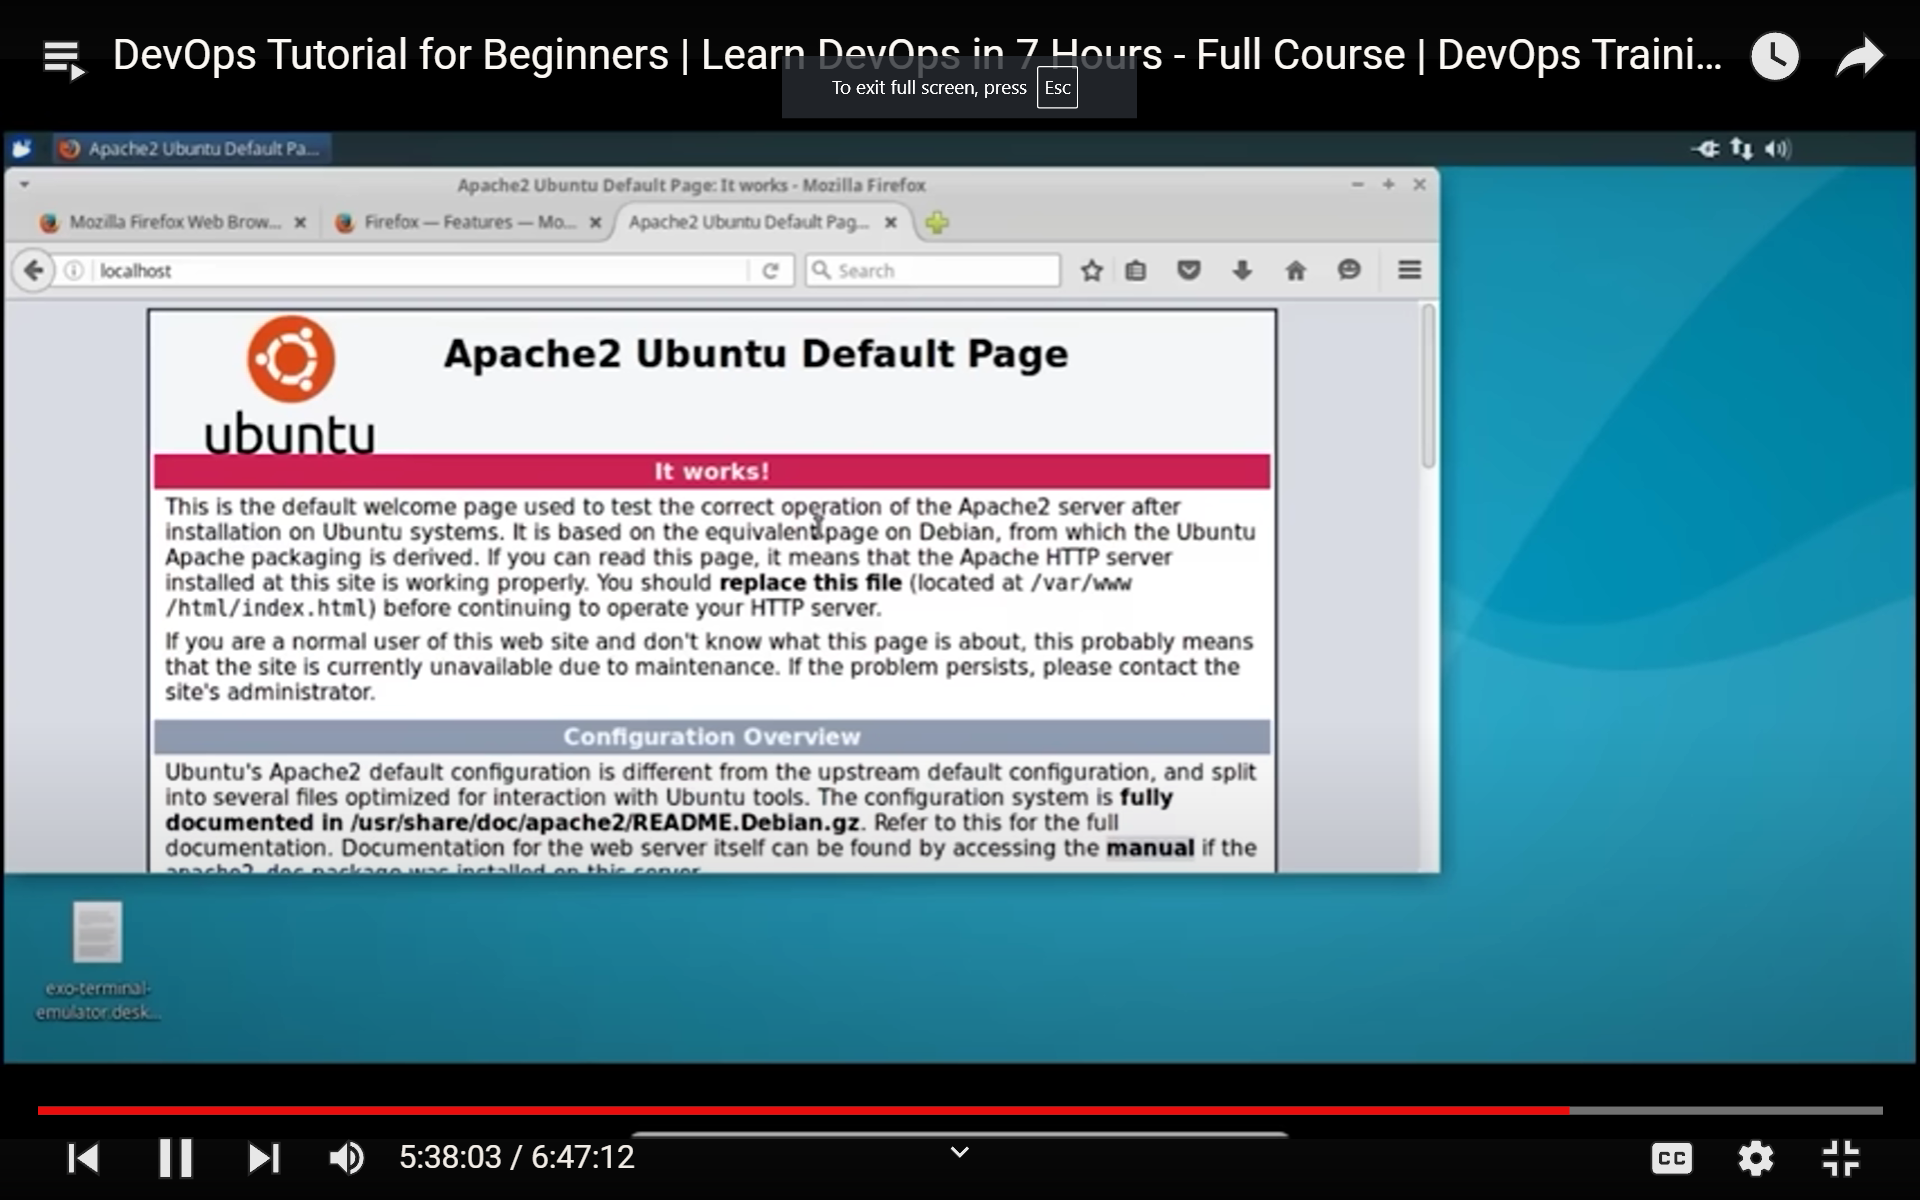 DevOps Tutorial for Beginners | Learn DevOps in 7 Hours - Full Course | DevOps Traini...
To exit full screen, press Esc
Apache2 Ubuntu Default Pa...
Apache2 Ubuntu Default Page: It works - Mozilla Firefox
Mozilla Firefox Web Brow...
Firefox — Features — Mo...
Apache2 Ubuntu Default Pag...
localhost
Search
ubuntu
Apache2 Ubuntu Default Page
It works!
This is the default welcome page used to test the correct operation of the Apache2 server after
installation on Ubuntu systems. It is based on the equivalent page on Debian, from which the Ubuntu
Apache packaging is derived. If you can read this page, it means that the Apache HTTP server
installed at this site is working properly. You should replace this file (located at /var/www
/html/index.html) before continuing to operate your HTTP server.
If you are a normal user of this web site and don't know what this page is about, this probably means
that the site is currently unavailable due to maintenance. If the problem persists, please contact the
site's administrator.
Configuration Overview
Ubuntu's Apache2 default configuration is different from the upstream default configuration, and split
into several files optimized for interaction with Ubuntu tools. The configuration system is fully
documented in /usr/share/doc/apache2/README.Debian.gz. Refer to this for the full
documentation. Documentation for the web server itself can be found by accessing the manual if the
apache2-doc package was installed on this server.
exo-terminal-
emulator.desk...
5:38:03 / 6:47:12
CC